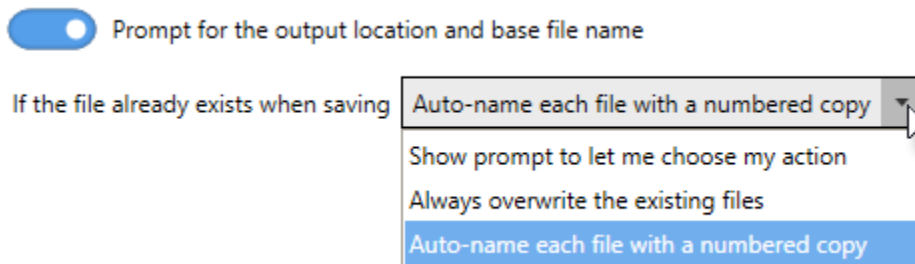 Prompt for the output location and base file name
If the file already exists when saving Auto-name each file with a numbered copy
Show prompt to let me choose my action
Always overwrite the existing files
Auto-name each file with a numbered copy